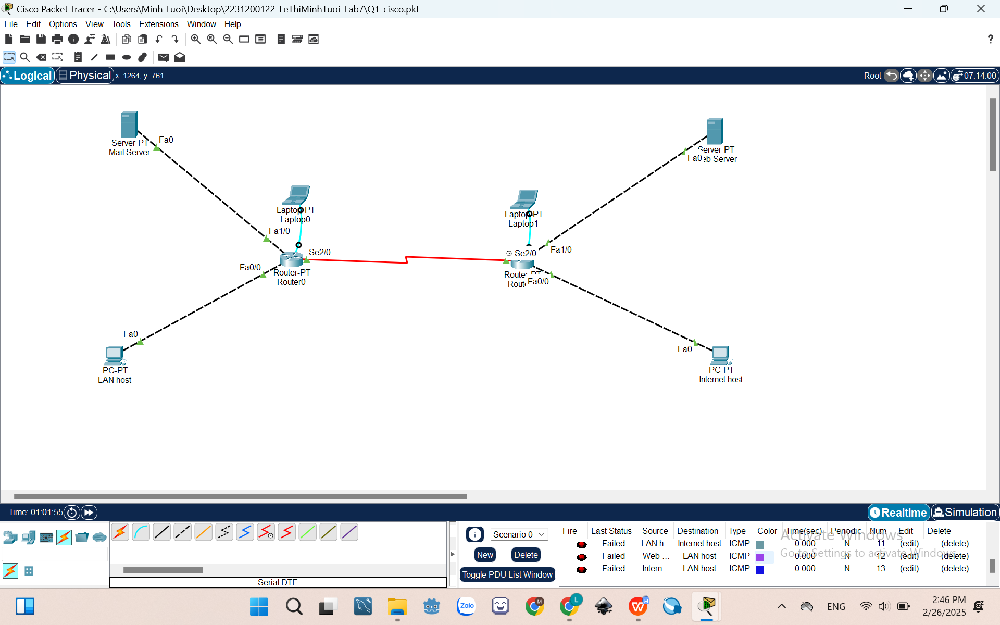 Cisco Packet Tracer - C:\Users\Minh Tuoi\Desktop\2231200122_LeThiMinhTuoi_Lab7\Q1_cisco.pkt
File Edit Options View Tools Extensions Window Help
?
Logical Physical x: 1264, y: 761 Root 07:14:00
Server-PT
Mail Server
Fa0
Server-PT
Fa0 eb Server
Laptop-PT
Laptop0
Laptop-PT
Laptop1
Fa1/0
Fa1/0
Se2/0
Se2/0
Fa0/0
Router-PT
Router0
Router-PT
Rout
Fa0/0
Fa0
PC-PT
LAN host
Fa0
PC-PT
Internet host
Time: 01:01:55 Realtime Simulation
Serial DTE
Scenario 0
New Delete
Toggle PDU List Window
Fire Last Status Source Destination Type Color Time(sec) Periodic Num Edit Delete
Failed LAN h... Internet host ICMP 0.000 N 11 (edit) (delete)
Failed Web ... LAN host ICMP 0.000 N 12 (edit) (delete)
Failed Intern... LAN host ICMP 0.000 N 13 (edit) (delete)
Activate Windows
Go to Settings to activate Windows.
Zalo
M
L
W
ENG
2:46 PM
2/26/2025